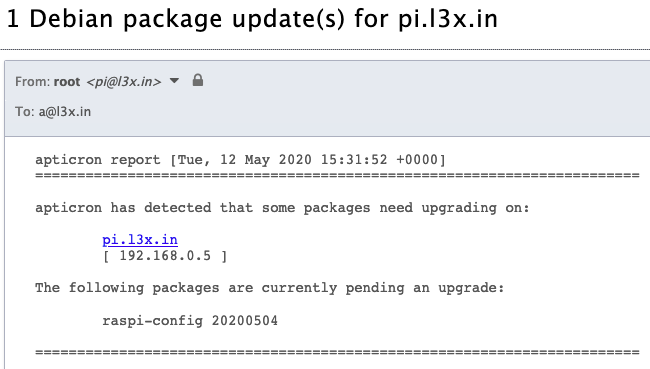 1 Debian package update(s) for pi.l3x.in
From: root <pi@l3x.in>
To: a@l3x.in
apticron report [Tue, 12 May 2020 15:31:52 +0000]
========================================================================
apticron has detected that some packages need upgrading on:
pi.l3x.in
[ 192.168.0.5 ]
The following packages are currently pending an upgrade:
raspi-config 20200504
========================================================================